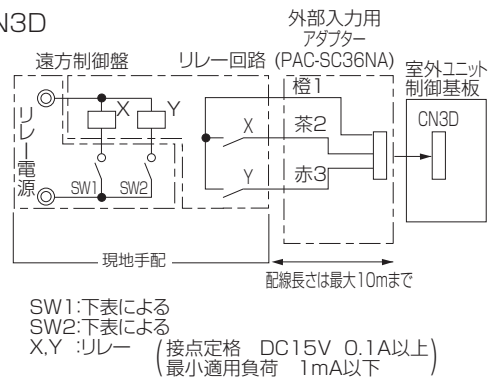 CN3D
外部入力用
アダプター
(PAC-SC36NA)
遠方制御盤
リレー回路
室外ユニット
制御基板
CN3D
リレー電源
X
Y
SW1
SW2
X
Y
橙1
茶2
赤3
現地手配
配線長さは最大10mまで
SW1:下表による
SW2:下表による
X,Y :リレー (接点定格 DC15V 0.1A以上
最小適用負荷 1mA以下)